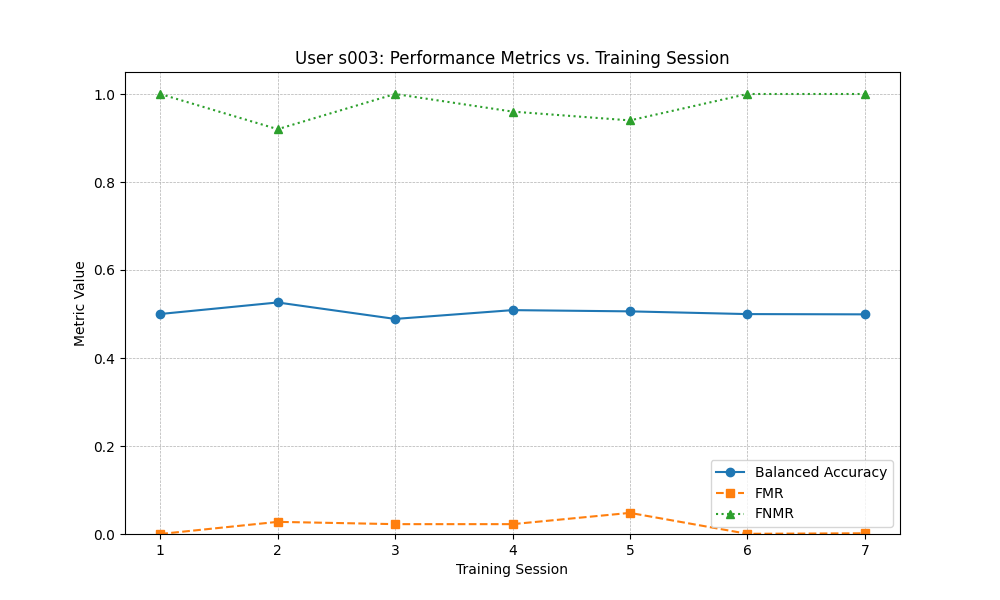 User s003: Performance Metrics vs. Training Session
Metric Value
1.0
0.8
0.6
0.4
0.2
0.0
1 2 3 4 5 6 7
Training Session
Balanced Accuracy
FMR
FNMR